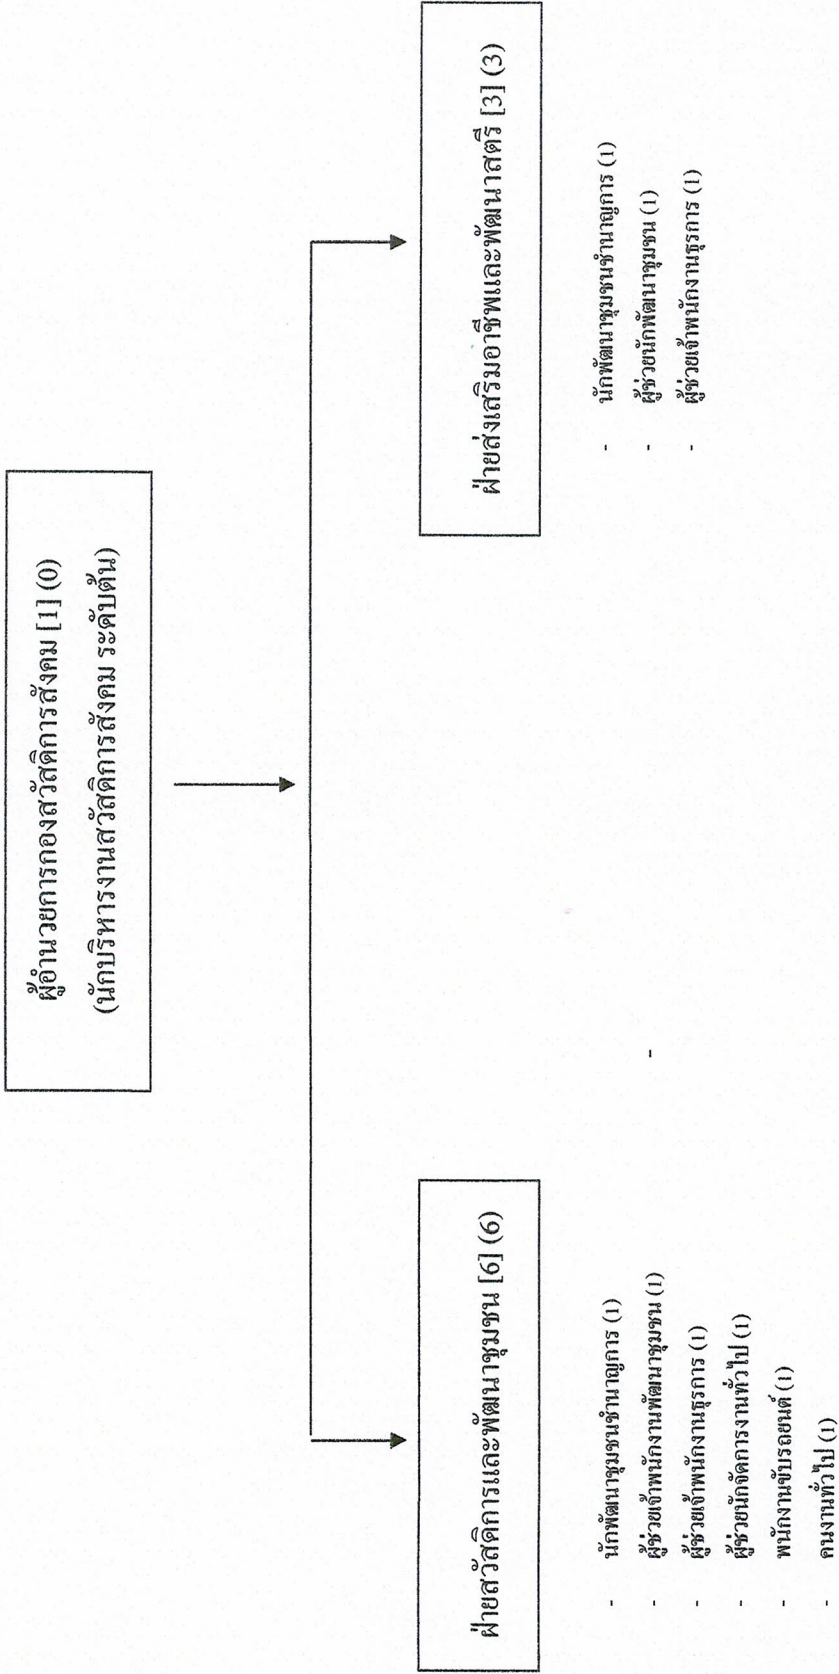 ผู้อำนวยการกองสวัสดิการสังคม [1] (0)
(นักบริหารงานสวัสดิการสังคม ระดับต้น)
ฝ่ายสวัสดิการและพัฒนาชุมชน [6] (6)
- นักพัฒนาชุมชนชำนาญการ (1)
- ผู้ช่วยเจ้าพนักงานพัฒนาชุมชน (1)
- ผู้ช่วยเจ้าพนักงานธุรการ (1)
- ผู้ช่วยนักจัดการงานทั่วไป (1)
- พนักงานขับรถยนต์ (1)
- คนงานทั่วไป (1)
-
ฝ่ายส่งเสริมอาชีพและพัฒนาสตรี [3] (3)
- นักพัฒนาชุมชนชำนาญการ (1)
- ผู้ช่วยนักพัฒนาชุมชน (1)
- ผู้ช่วยเจ้าพนักงานธุรการ (1)